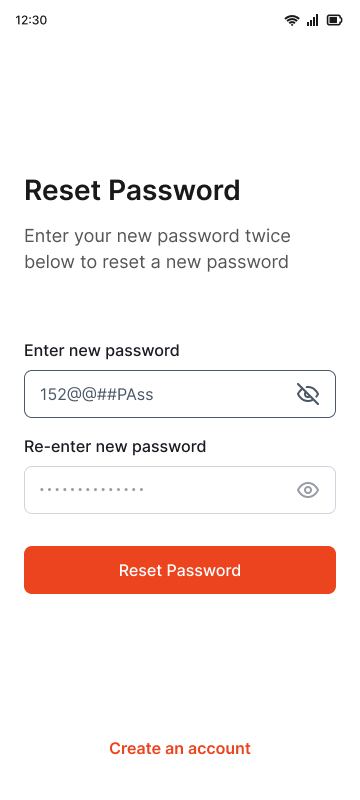 12:30
Reset Password
Enter your new password twice
below to reset a new password
Enter new password
152@@##PAss
Re-enter new password
••••••••••••••
Reset Password
Create an account